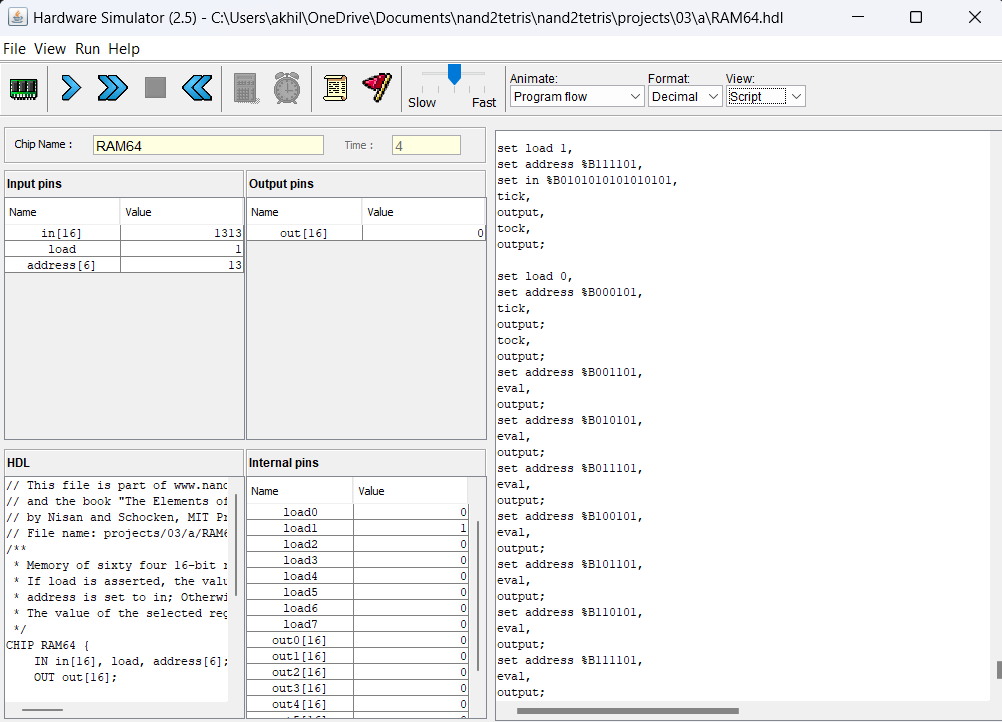 Hardware Simulator (2.5) - C:\Users\akhil\OneDrive\Documents\nand2tetris\nand2tetris\projects\03\a\RAM64.hdl
File View Run Help
Slow Fast
Animate: Format: View:
Program flow Decimal Script
Chip Name : RAM64 Time : 4
Input pins
Name Value
in[16] 1313
load 1
address[6] 13
Output pins
Name Value
out[16] 0
HDL
// This file is part of www.nand
// and the book "The Elements of
// by Nisan and Schocken, MIT Pr
// File name: projects/03/a/RAM6
/**
* Memory of sixty four 16-bit r
* If load is asserted, the valu
* address is set to in; Otherwi
* The value of the selected reg
*/
CHIP RAM64 {
IN in[16], load, address[6];
OUT out[16];
Internal pins
Name Value
load0 0
load1 1
load2 0
load3 0
load4 0
load5 0
load6 0
load7 0
out0[16] 0
out1[16] 0
out2[16] 0
out3[16] 0
out4[16] 0
set load 1,
set address %B111101,
set in %B0101010101010101,
tick,
output,
tock,
output;
set load 0,
set address %B000101,
tick,
output;
tock,
output;
set address %B001101,
eval,
output;
set address %B010101,
eval,
output;
set address %B011101,
eval,
output;
set address %B100101,
eval,
output;
set address %B101101,
eval,
output;
set address %B110101,
eval,
output;
set address %B111101,
eval,
output;